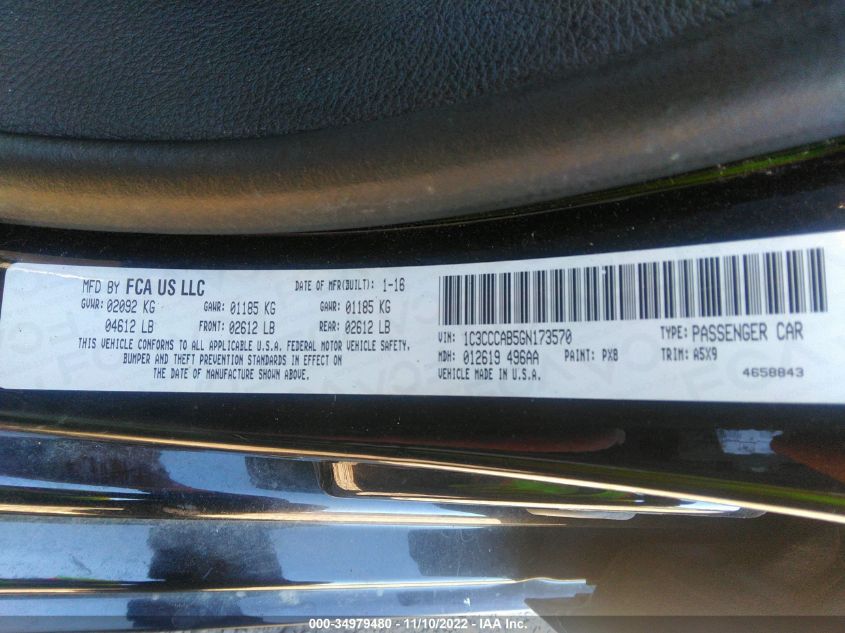 MFD BY FCA US LLC DATE OF MFR(BUILT): 1-16
GVWR: 02092 KG GAWR: 01185 KG GAWR: 01185 KG
04612 LB FRONT: 02612 LB REAR: 02612 LB
THIS VEHICLE CONFORMS TO ALL APPLICABLE U.S.A. FEDERAL MOTOR VEHICLE SAFETY,
BUMPER AND THEFT PREVENTION STANDARDS IN EFFECT ON
THE DATE OF MANUFACTURE SHOWN ABOVE.
VIN: 1C3CCCAB5GN173570 TYPE: PASSENGER CAR
MDH: 012619 496AA PAINT: PX8 TRIM: A5X9
VEHICLE MADE IN U.S.A. 4658843
000-34979480 - 11/10/2022 - IAA Inc.